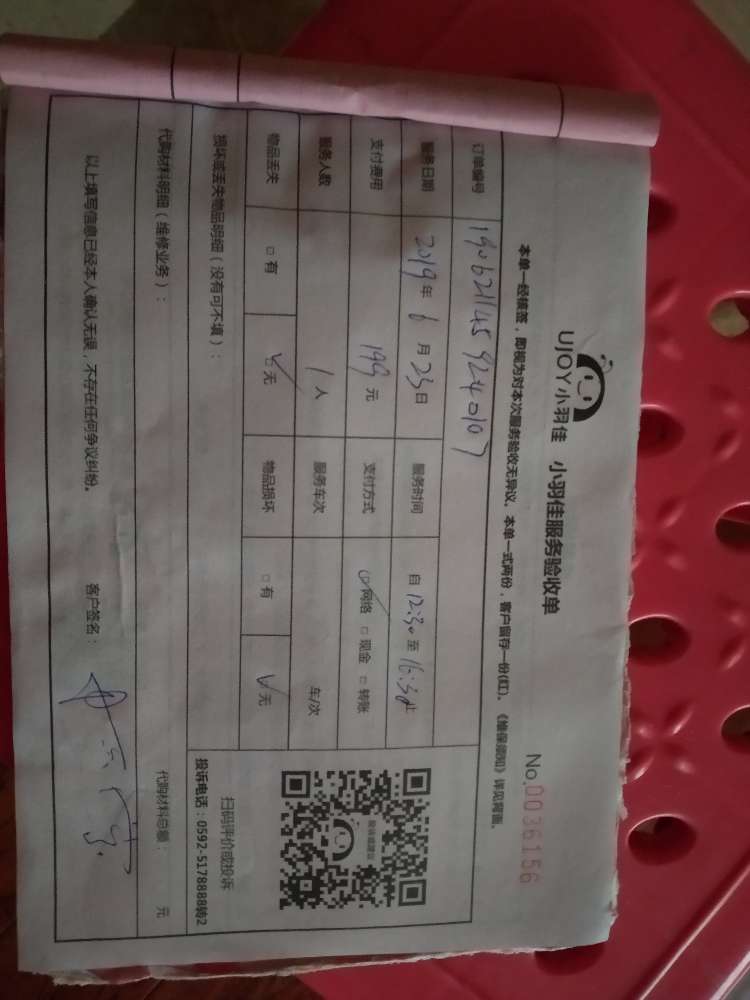 UJOY小羽佳 小羽佳服务验收单
No.0036156
本单一经核签，即视为对本次服务验收无异议。本单一式两份，客户留存一份(红)。《维保须知》详见背面。
订单编号 1906211459240107
服务日期 2019年6月23日 服务时间 自12:30至16:30止
支付费用 199元 支付方式 ☑网络 □现金 □转账
服务人数 1人 服务车次 车/次
物品丢失 □有 ☑无 物品损坏 □有 ☑无
损坏或丢失物品明细（没有可不填）：
我诉福建议
扫码评价或投诉
投诉电话：0592-5178888转2
代购材料明细（维修业务）： 代购材料总额： 元
以上填写信息已经本人确认无误，不存在任何争议纠纷。 客户签名：